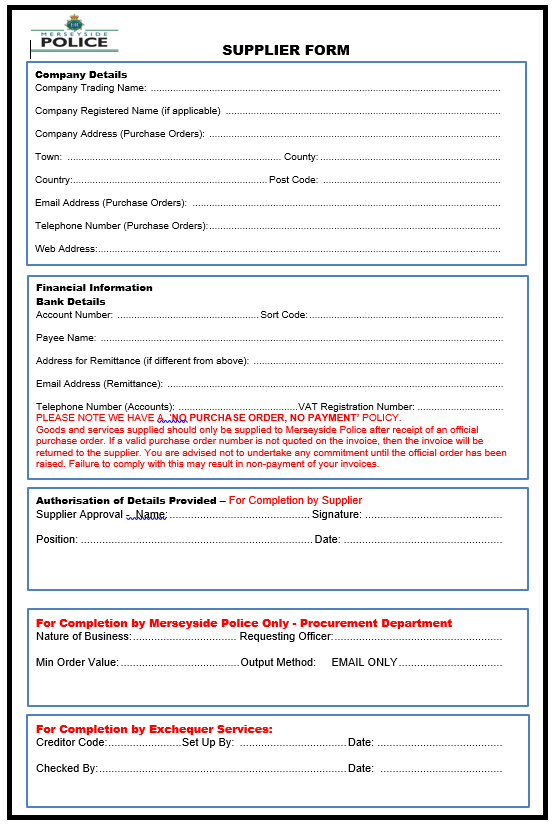 MERSEYSIDE
POLICE
SUPPLIER FORM
Company Details
Company Trading Name: ....................................................................................................
Company Registered Name (if applicable) ....................................................................................
Company Address (Purchase Orders): ....................................................................................
Town: ............................................................ County: ..................................................
Country: ...................................................... Post Code: ..................................................
Email Address (Purchase Orders): ....................................................................................
Telephone Number (Purchase Orders): ....................................................................................
Web Address: ....................................................................................................
Financial Information
Bank Details
Account Number: ........................................ Sort Code: ..................................................
Payee Name: ....................................................................................................
Address for Remittance (if different from above): ......................................................................
Email Address (Remittance): ....................................................................................
Telephone Number (Accounts): .................................. VAT Registration Number: ........................
PLEASE NOTE WE HAVE A 'NO PURCHASE ORDER, NO PAYMENT' POLICY.
Goods and services supplied should only be supplied to Merseyside Police after receipt of an official
purchase order. If a valid purchase order number is not quoted on the invoice, then the invoice will be
returned to the supplier. You are advised not to undertake any commitment until the official order has been
raised. Failure to comply with this may result in non-payment of your invoices.
Authorisation of Details Provided – For Completion by Supplier
Supplier Approval - Name: ........................................ Signature: ........................................
Position: .................................................................. Date: ..............................................
For Completion by Merseyside Police Only - Procurement Department
Nature of Business: .............................. Requesting Officer: ..................................................
Min Order Value: .................................. Output Method: EMAIL ONLY ..............................
Tor Completion by Exchequer Services:
Creditor Code: .................... Set Up By: .............................. Date: ....................................
Checked By: .................................................................. Date: ....................................